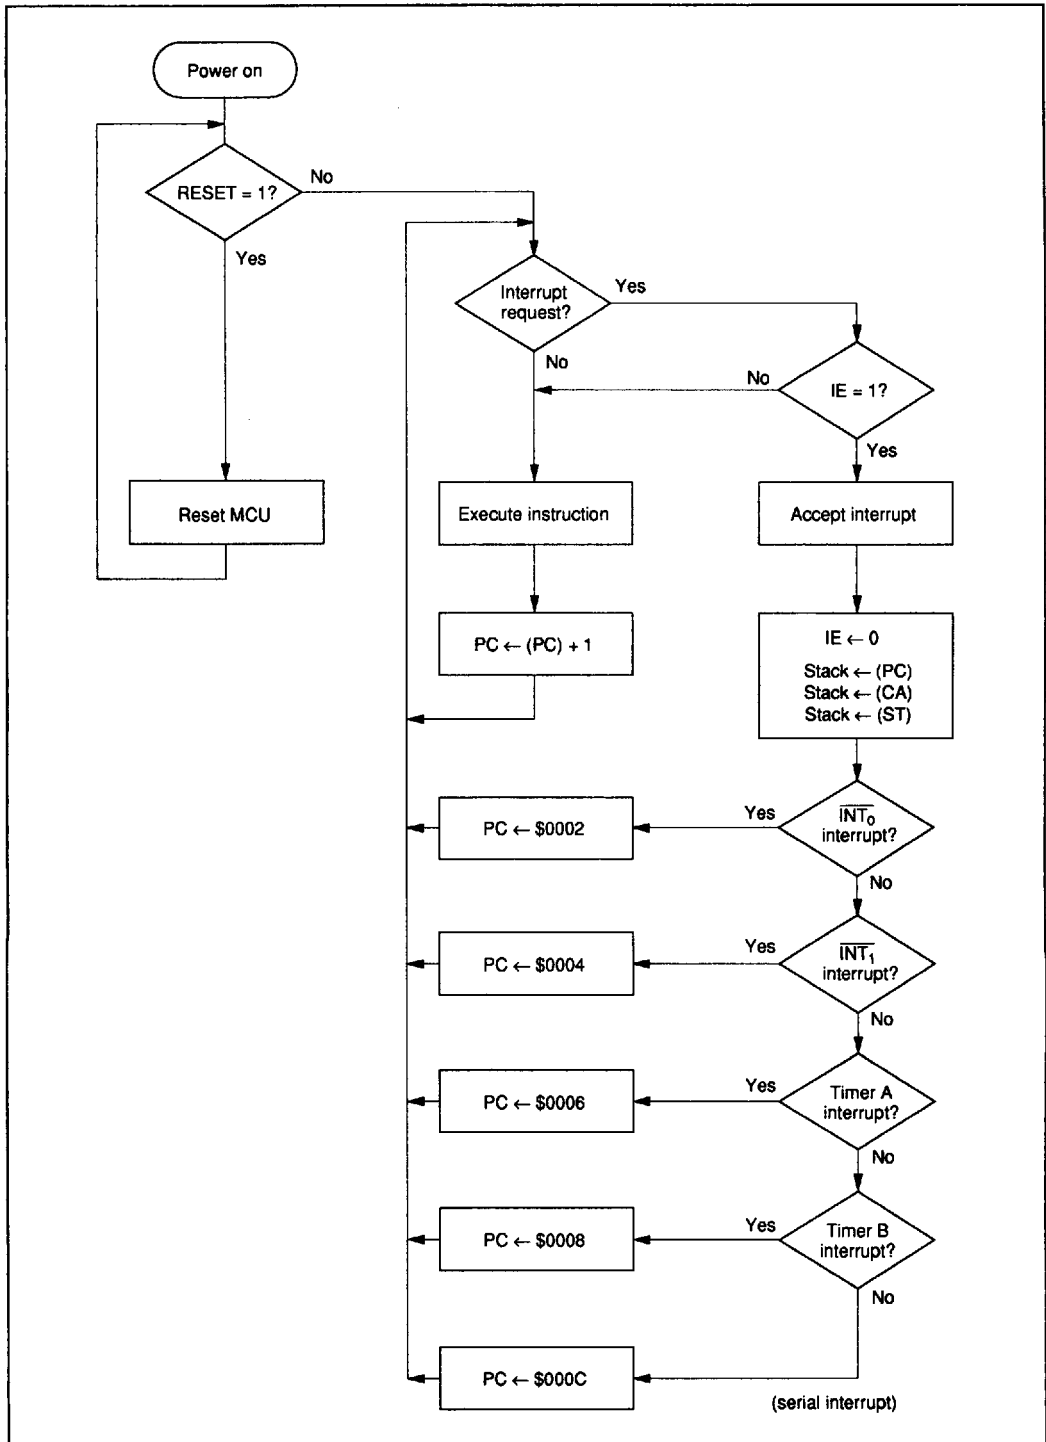 Power on
RESET = 1?
No
Yes
Reset MCU
Interrupt
request?
Yes
No
IE = 1?
No
Yes
Execute instruction
Accept interrupt
PC ← (PC) + 1
IE ← 0
Stack ← (PC)
Stack ← (CA)
Stack ← (ST)
INT₀
interrupt?
Yes
PC ← $0002
No
INT₁
interrupt?
Yes
PC ← $0004
No
Timer A
interrupt?
Yes
PC ← $0006
No
Timer B
interrupt?
Yes
PC ← $0008
No
PC ← $000C
(serial interrupt)